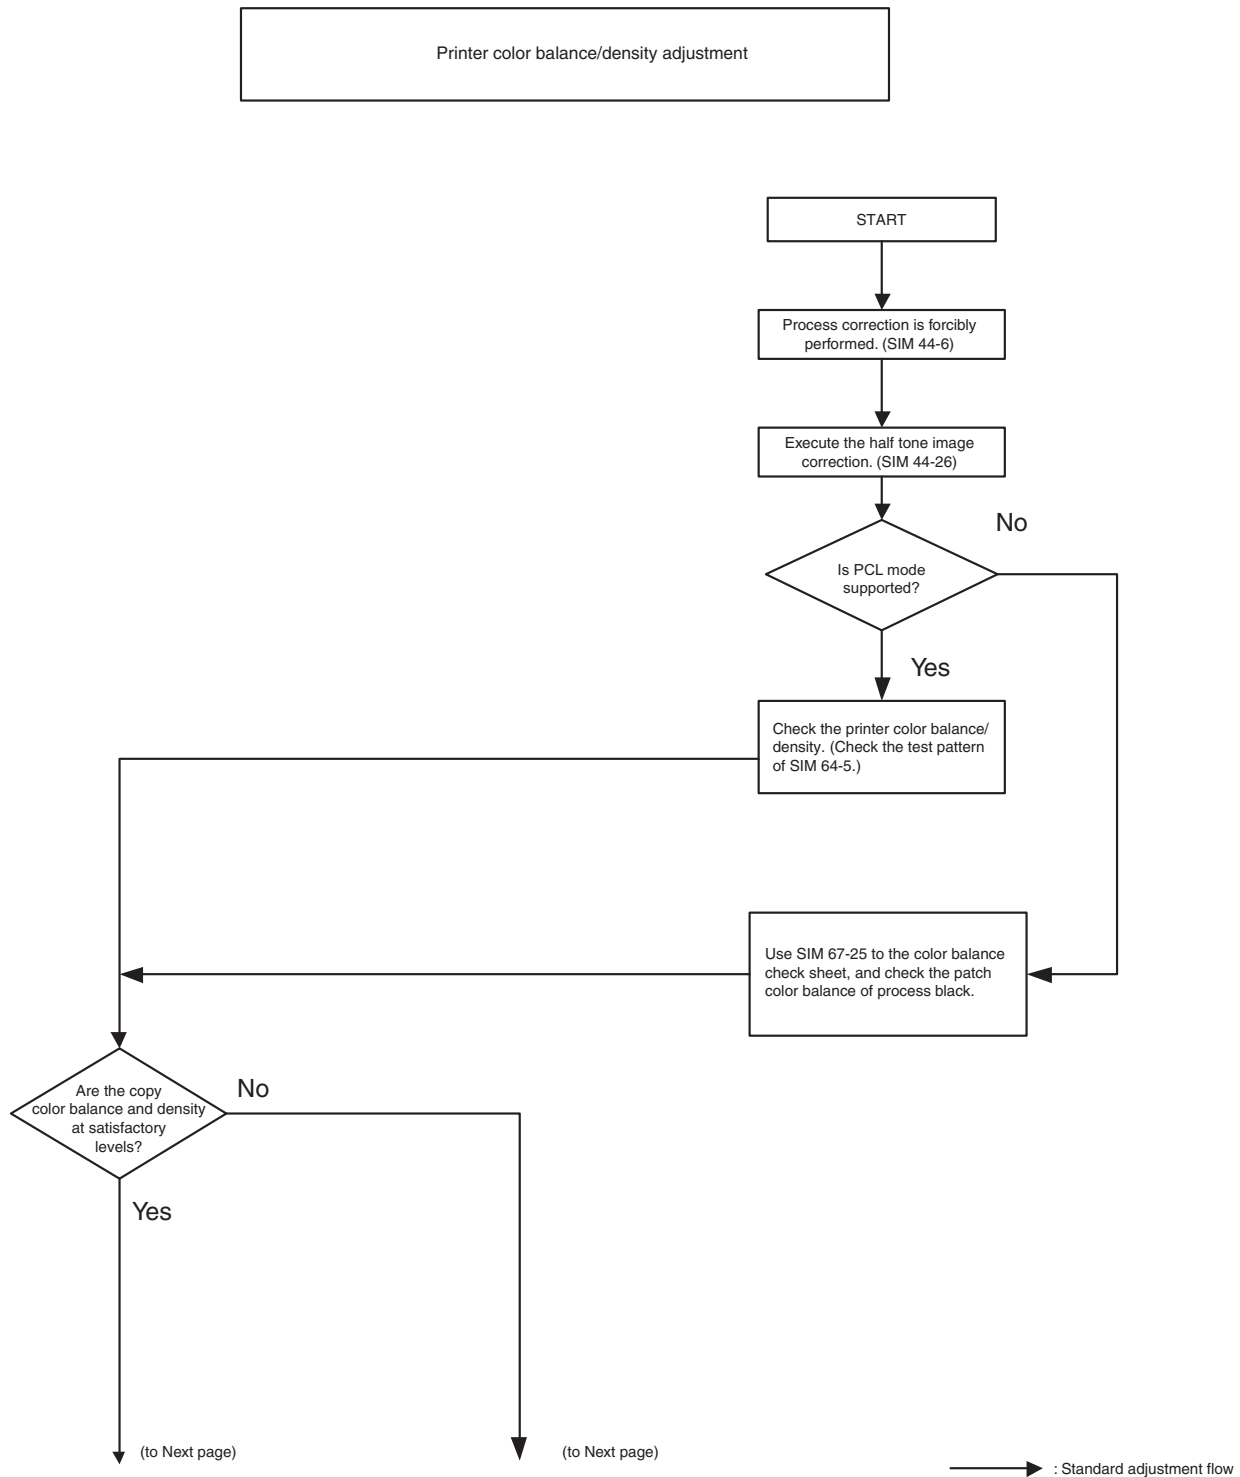 Printer color balance/density adjustment
START
Process correction is forcibly
performed. (SIM 44-6)
Execute the half tone image
correction. (SIM 44-26)
No
Is PCL mode
supported?
Yes
Check the printer color balance/
density. (Check the test pattern
of SIM 64-5.)
Use SIM 67-25 to the color balance
check sheet, and check the patch
color balance of process black.
Are the copy
color balance and density
at satisfactory
levels?
No
Yes
(to Next page)
(to Next page)
: Standard adjustment flow